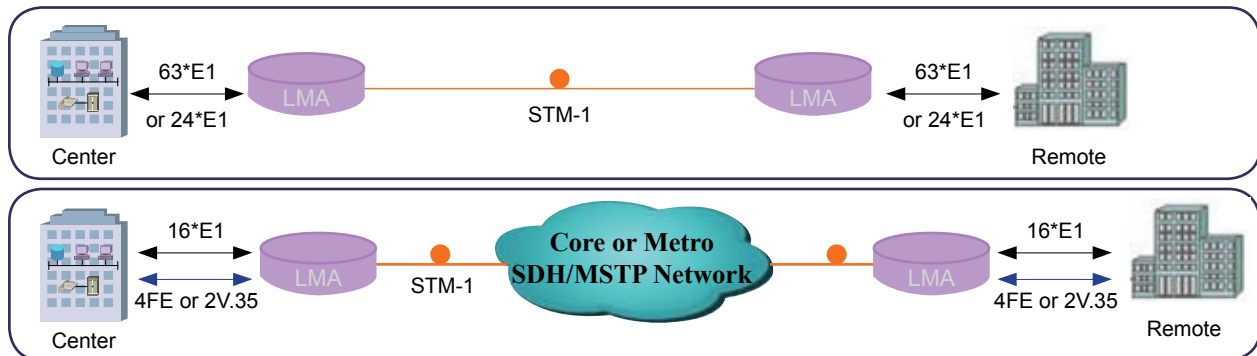 63*E1
or 24*E1
Center
LMA
STM-1
LMA
63*E1
or 24*E1
Remote
16*E1
4FE or 2V.35
Center
LMA
STM-1
Core or Metro
SDH/MSTP Network
LMA
16*E1
4FE or 2V.35
Remote